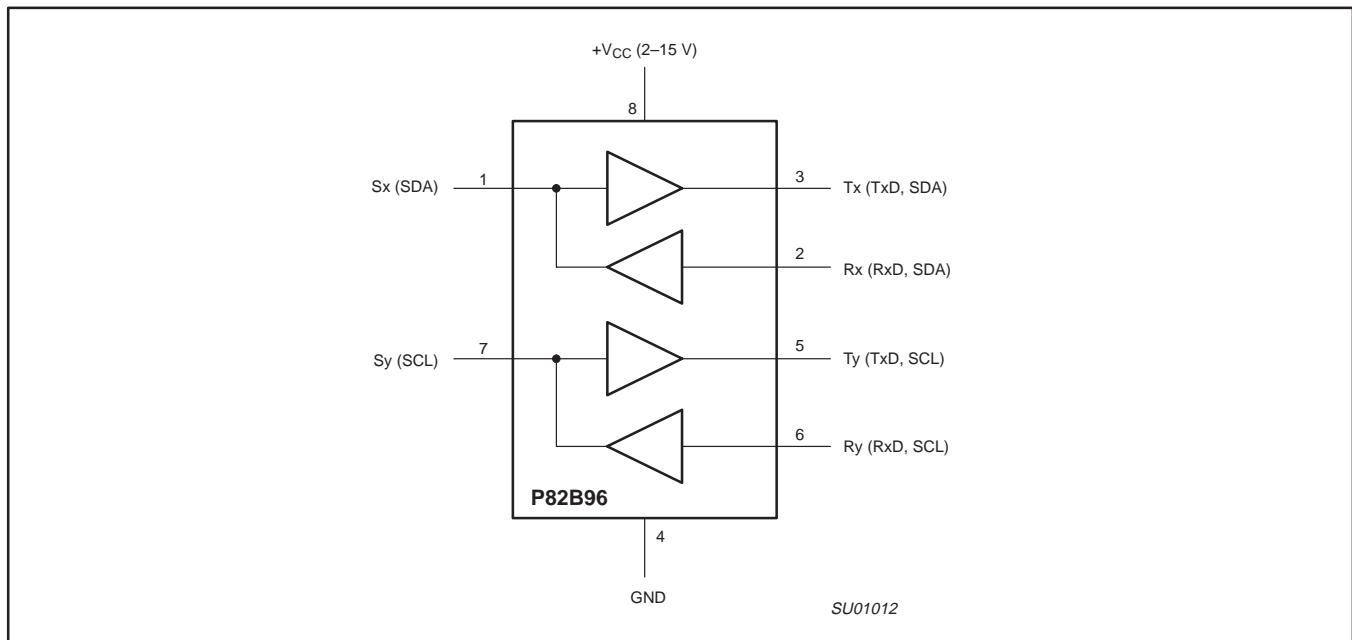 +VCC (2–15 V)
8
Sx (SDA)
1
3
Tx (TxD, SDA)
2
Rx (RxD, SDA)
Sy (SCL)
7
5
Ty (TxD, SCL)
6
Ry (RxD, SCL)
P82B96
4
GND
SU01012